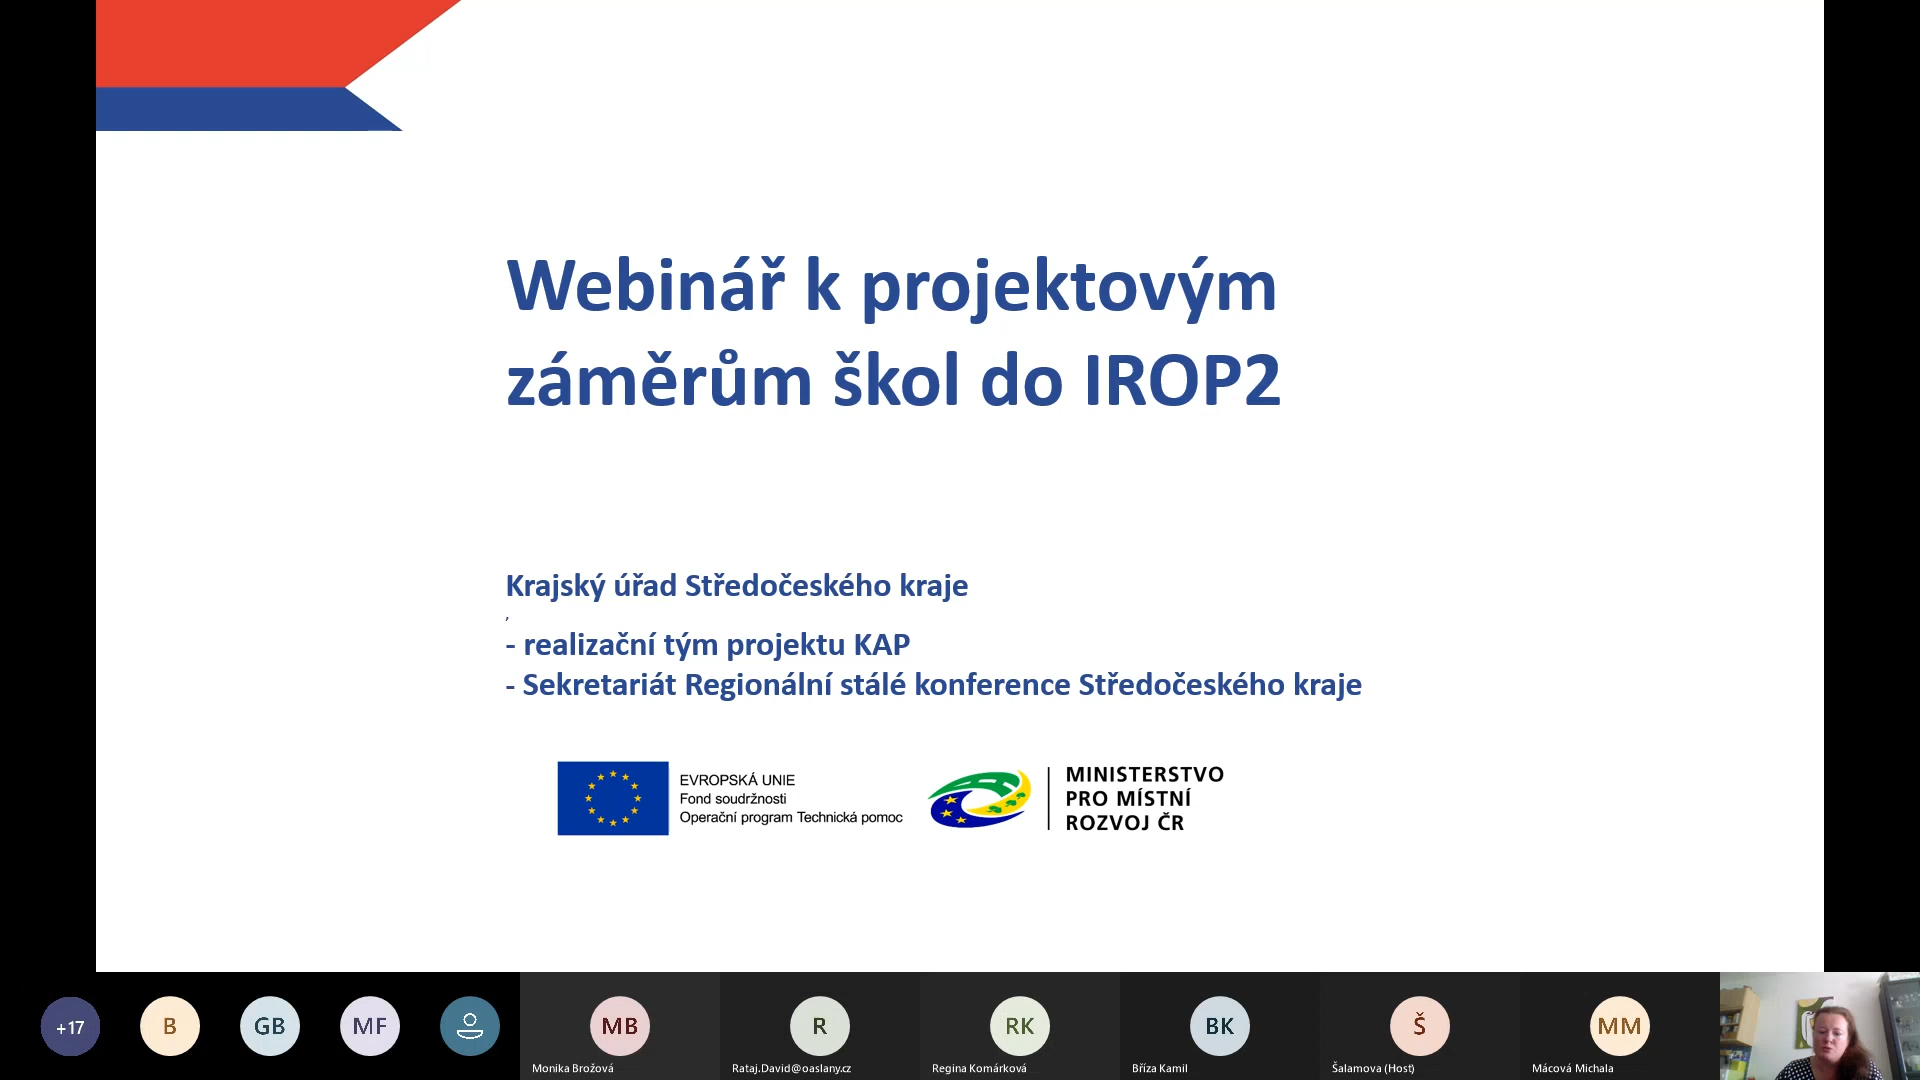 Webinář k projektovým
záměrům škol do IROP2
Krajský úřad Středočeského kraje
,
- realizační tým projektu KAP
- Sekretariát Regionální stálé konference Středočeského kraje
EVROPSKÁ UNIE
Fond soudržnosti
Operační program Technická pomoc
MINISTERSTVO
PRO MÍSTNÍ
ROZVOJ ČR
+17
B
GB
MF
MB
R
RK
BK
Š
MM
Monika Brožová
Rataj.David@oaslany.cz
Regina Komárková
Bříza Kamil
Šalamova (Host)
Mácová Michala